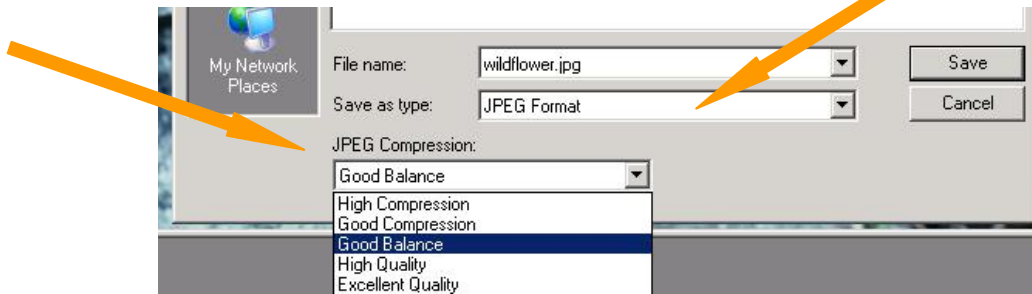 My Network
Places
File name:
wildflower.jpg
Save
Save as type:
JPEG Format
Cancel
JPEG Compression:
Good Balance
High Compression
Good Compression
Good Balance
High Quality
Excellent Quality